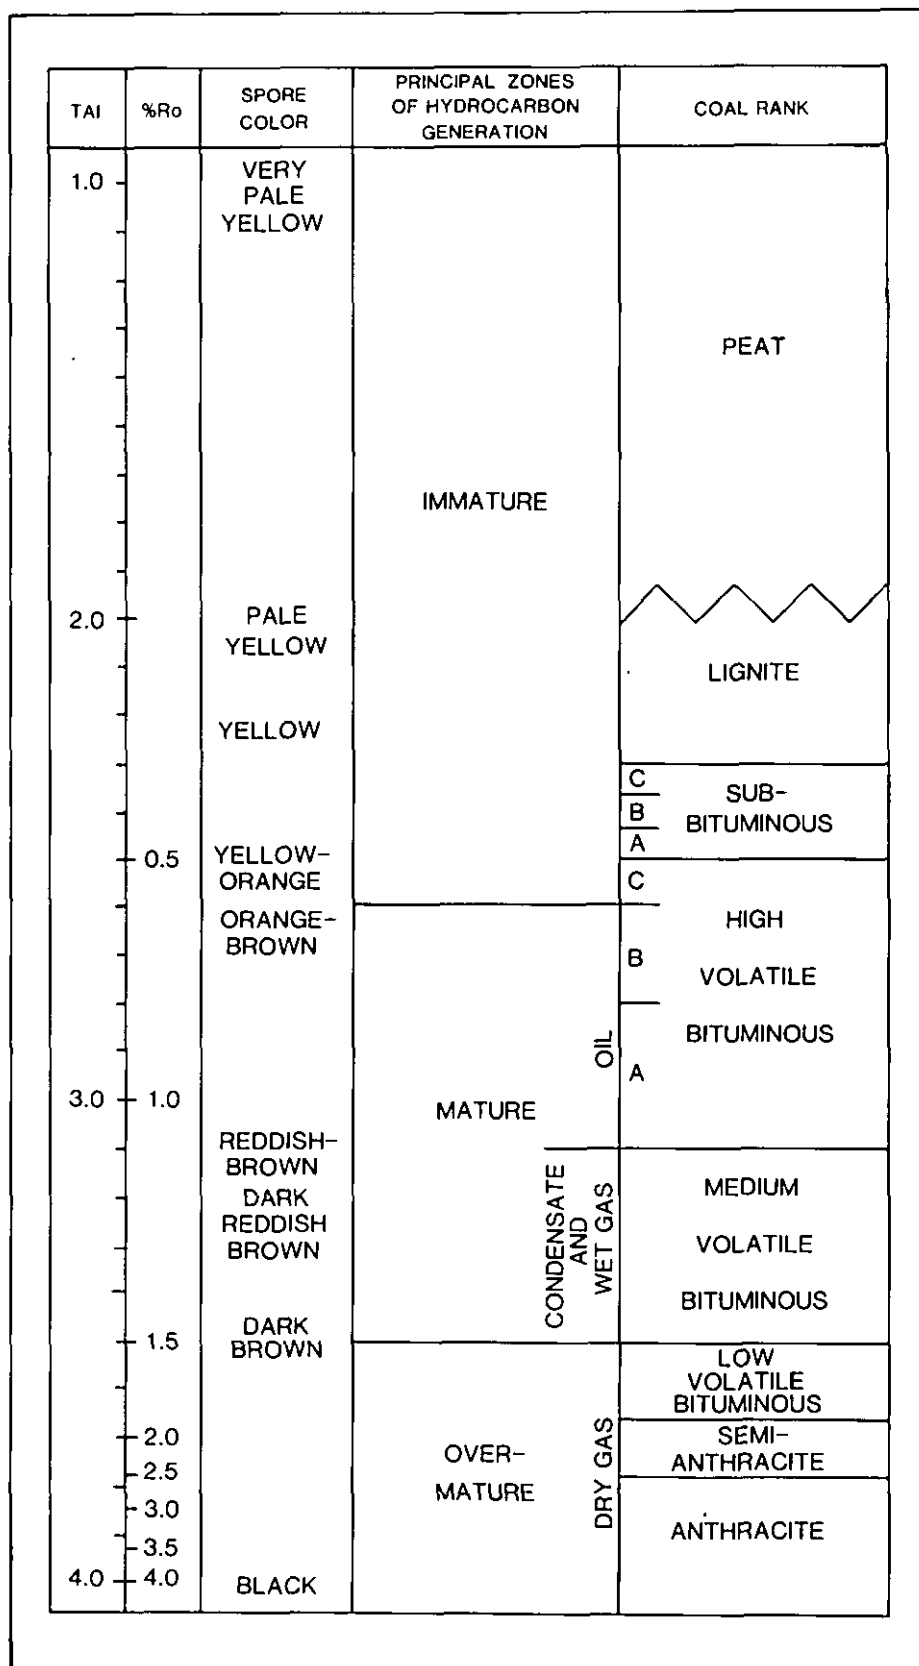 TAI
%Ro
SPORE
COLOR
PRINCIPAL ZONES
OF HYDROCARBON
GENERATION
COAL RANK
1.0
2.0
3.0
4.0
0.5
1.0
1.5
2.0
2.5
3.0
3.5
4.0
VERY
PALE
YELLOW
PALE
YELLOW
YELLOW
YELLOW-
ORANGE
ORANGE-
BROWN
REDDISH-
BROWN
DARK
REDDISH
BROWN
DARK
BROWN
BLACK
IMMATURE
MATURE
OIL
CONDENSATE
AND
WET GAS
OVER-
MATURE
DRY GAS
PEAT
LIGNITE
C
B
A
SUB-
BITUMINOUS
C
B
A
HIGH
VOLATILE
BITUMINOUS
MEDIUM
VOLATILE
BITUMINOUS
LOW
VOLATILE
BITUMINOUS
SEMI-
ANTHRACITE
ANTHRACITE